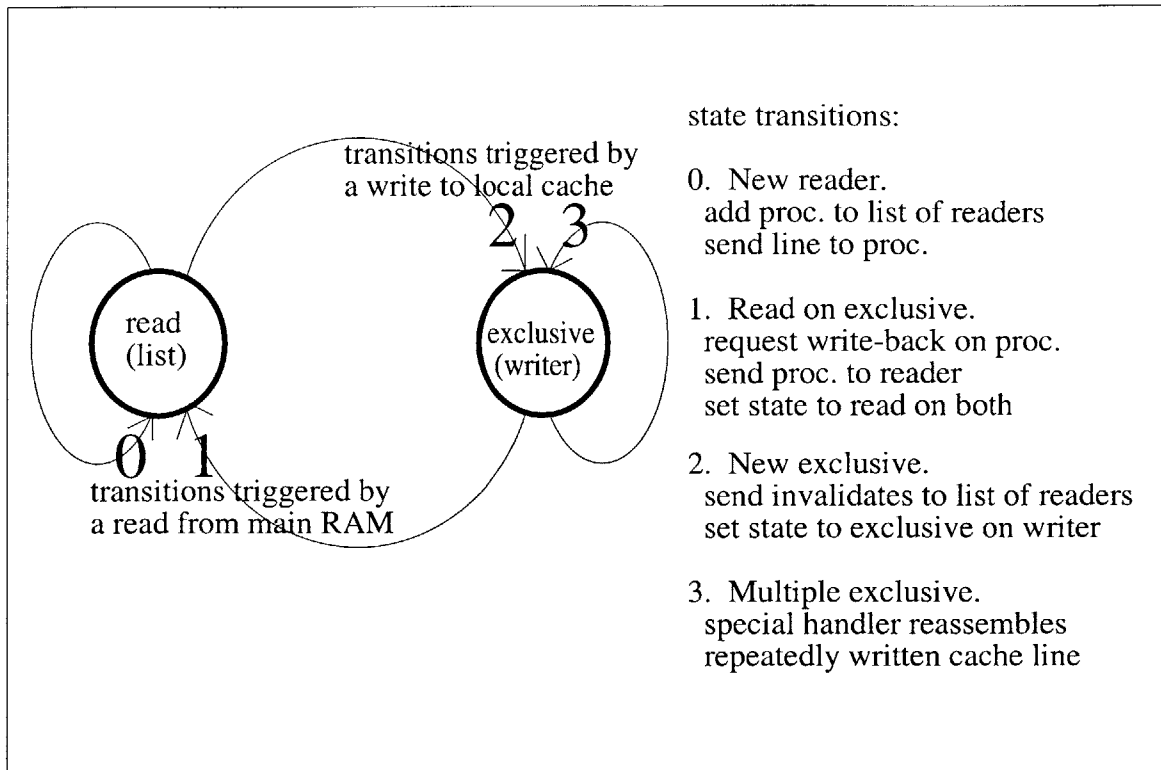 transitions triggered by
a write to local cache
2 3
read
(list)
exclusive
(writer)
0 1
transitions triggered by
a read from main RAM
state transitions:
0. New reader.
add proc. to list of readers
send line to proc.
1. Read on exclusive.
request write-back on proc.
send proc. to reader
set state to read on both
2. New exclusive.
send invalidates to list of readers
set state to exclusive on writer
3. Multiple exclusive.
special handler reassembles
repeatedly written cache line